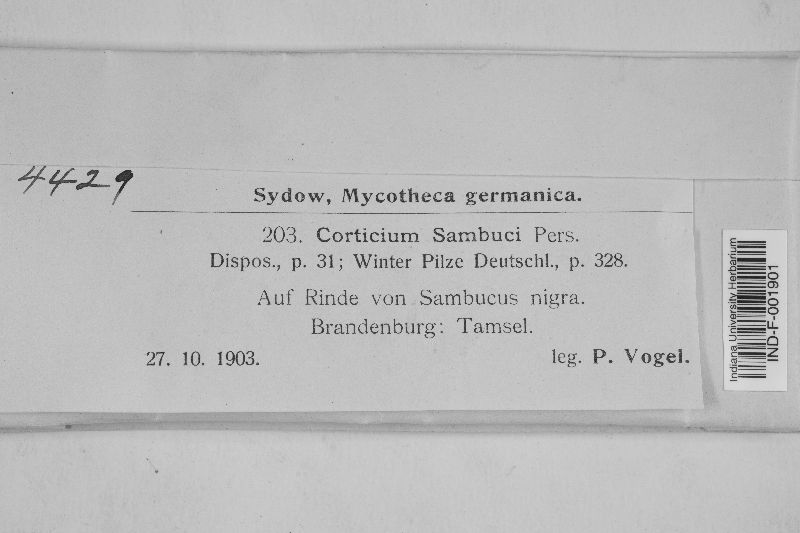 4429
Sydow, Mycotheca germanica.
203. Corticium Sambuci Pers.
Dispos., p. 31; Winter Pilze Deutschl., p. 328.
Auf Rinde von Sambucus nigra.
Brandenburg: Tamsel.
27. 10. 1903. leg. P. Vogel.
Indiana University Herbarium
IND-F-001901